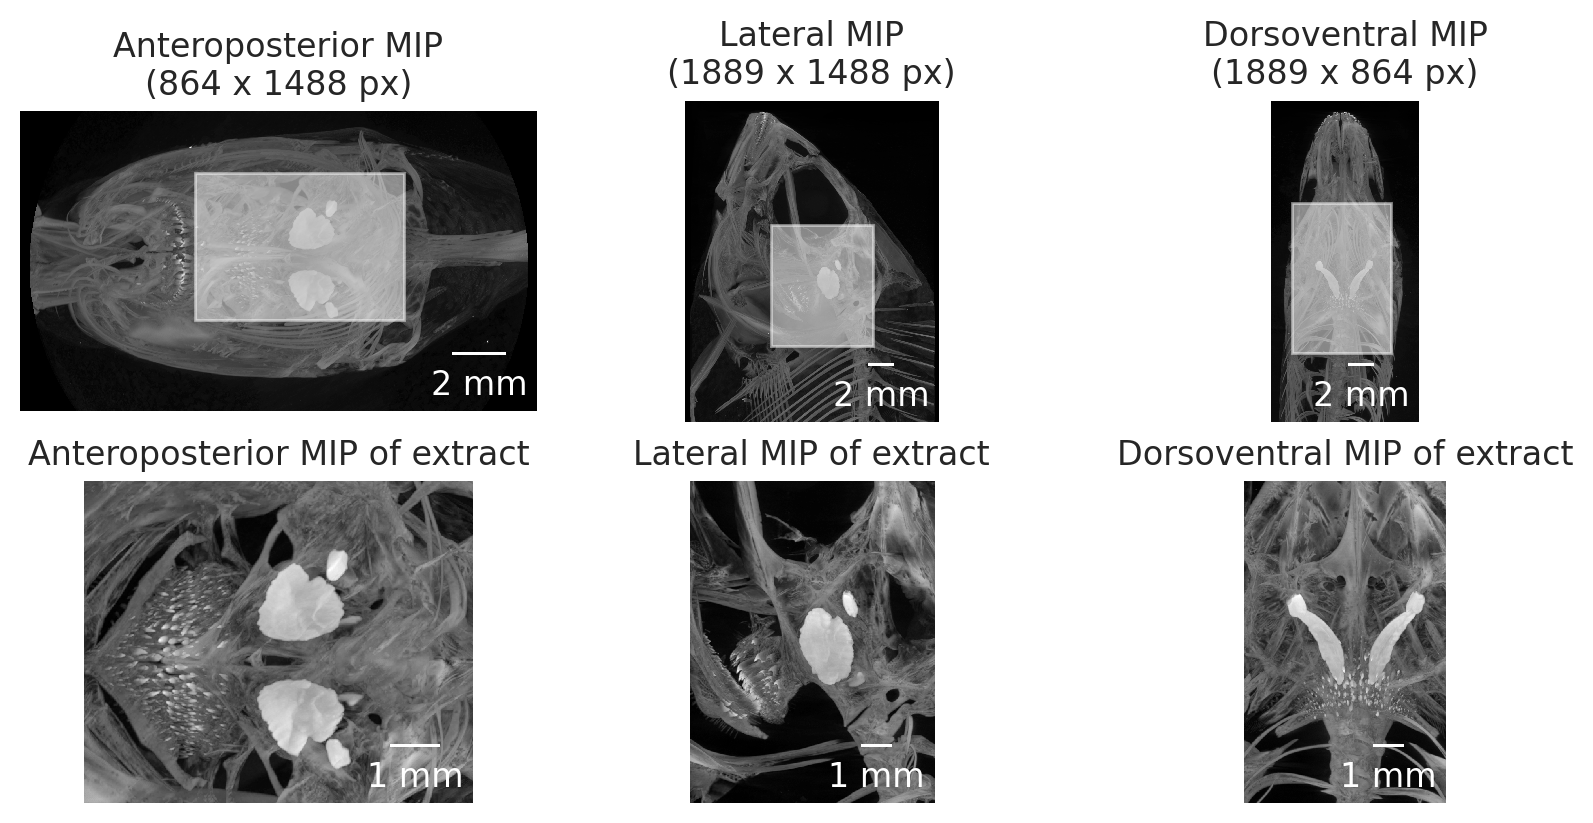 Anteroposterior MIP
(864 x 1488 px)
Lateral MIP
(1889 x 1488 px)
Dorsoventral MIP
(1889 x 864 px)
2 mm
2 mm
2 mm
Anteroposterior MIP of extract
Lateral MIP of extract
Dorsoventral MIP of extract
1 mm
1 mm
1 mm